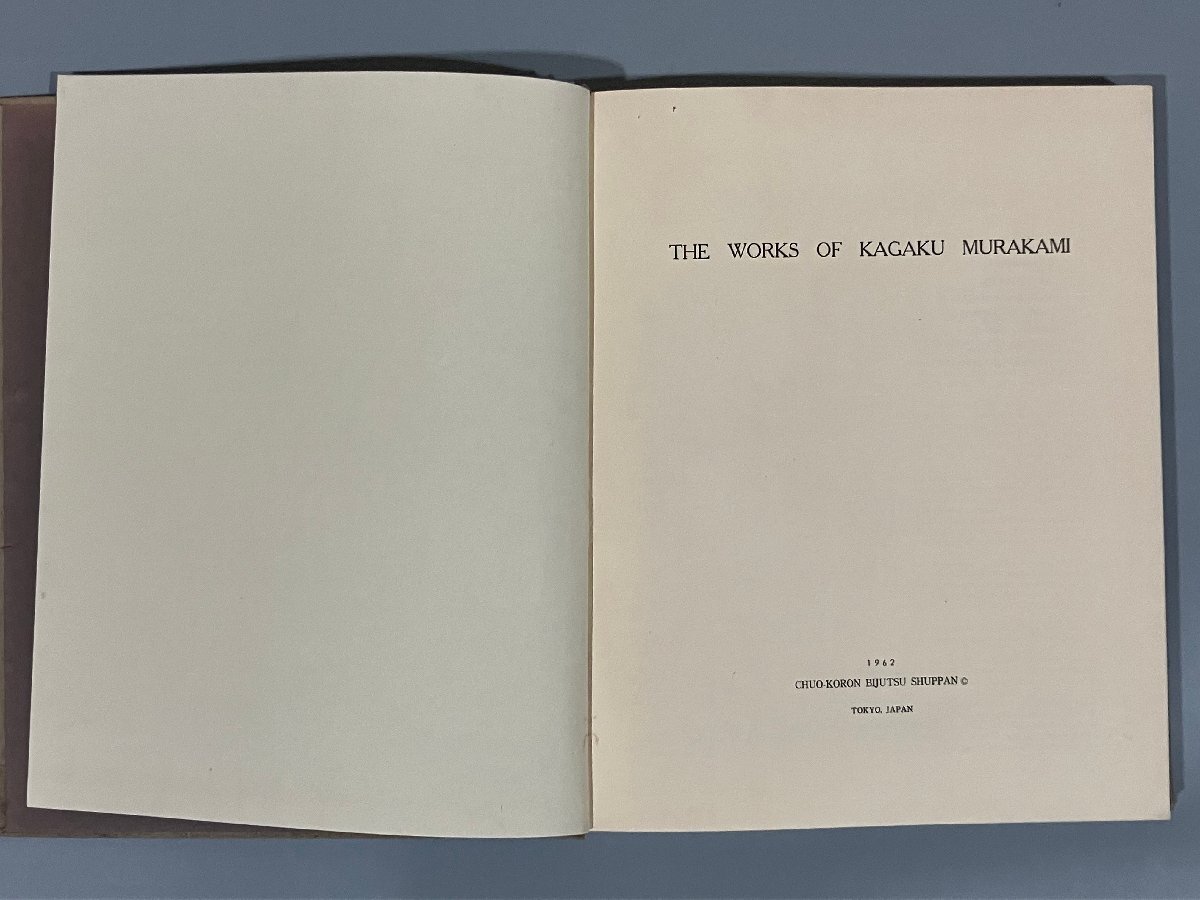 THE WORKS OF KAGAKU MURAKAMI
1962
CHUO-KORON BIJUTSU SHUPPAN ©
TOKYO, JAPAN